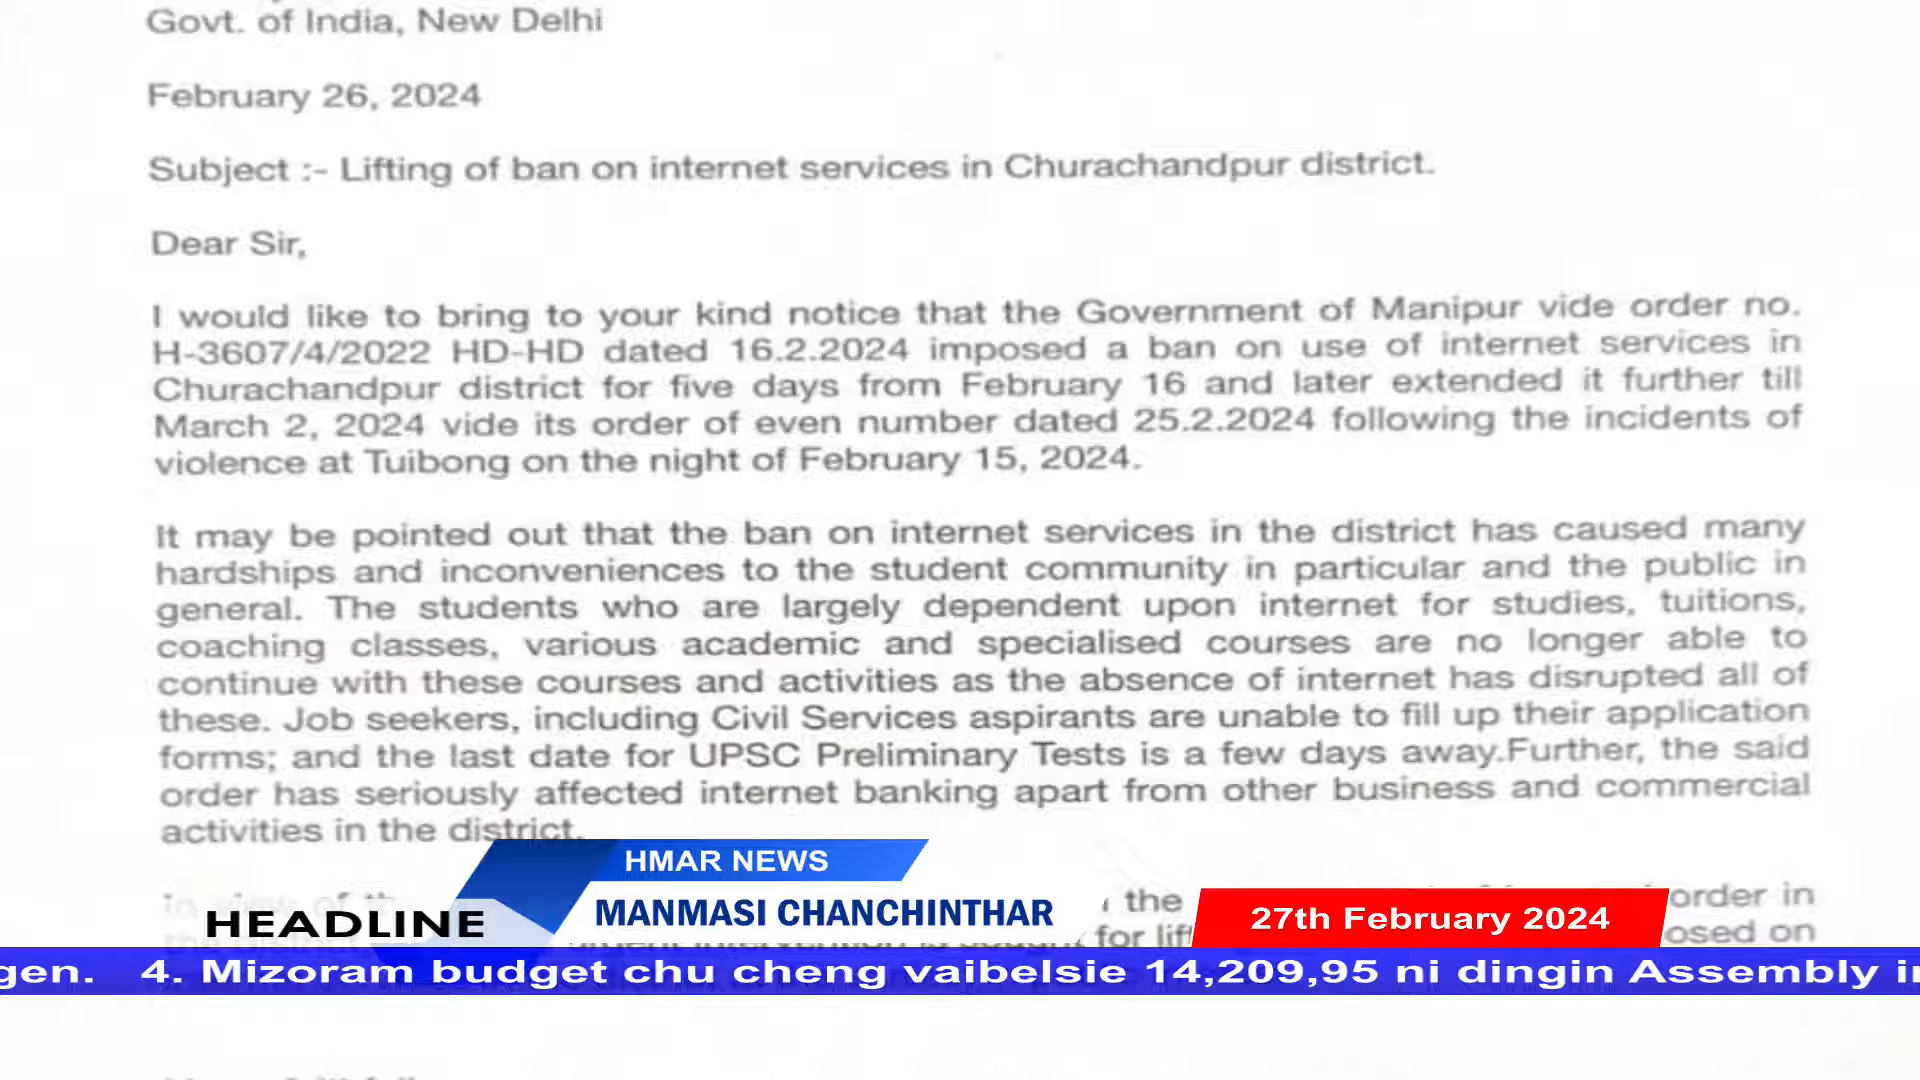 Govt. of India, New Delhi
February 26, 2024
Subject :- Lifting of ban on internet services in Churachandpur district.
Dear Sir,
I would like to bring to your kind notice that the Government of Manipur vide order no.
H-3607/4/2022 HD-HD dated 16.2.2024 imposed a ban on use of internet services in
Churachandpur district for five days from February 16 and later extended it further till
March 2, 2024 vide its order of even number dated 25.2.2024 following the incidents of
violence at Tuibong on the night of February 15, 2024.
It may be pointed out that the ban on internet services in the district has caused many
hardships and inconveniences to the student community in particular and the public in
general. The students who are largely dependent upon internet for studies, tuitions,
coaching classes, various academic and specialised courses are no longer able to
continue with these courses and activities as the absence of internet has disrupted all of
these. Job seekers, including Civil Services aspirants are unable to fill up their application
forms; and the last date for UPSC Preliminary Tests is a few days away.Further, the said
order has seriously affected internet banking apart from other business and commercial
activities in the district.
In view of the order in
for
on
HMAR NEWS
HEADLINE
MANMASI CHANCHINTHAR
27th February 2024
gen. 4. Mizoram budget chu cheng vaibelsie 14,209,95 ni dingin Assembly in